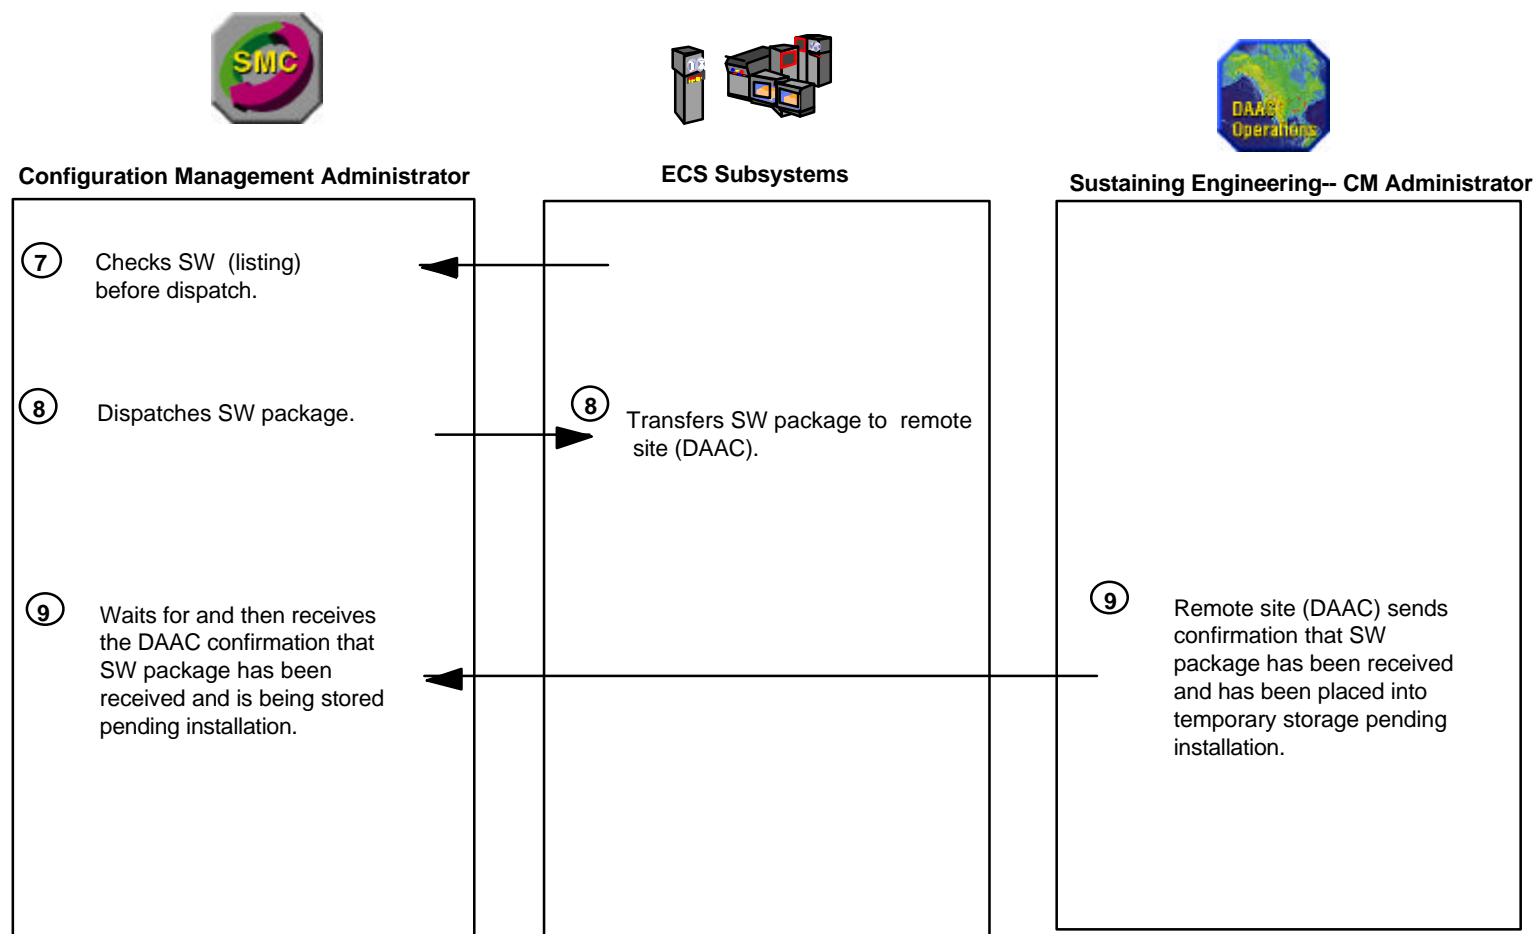 SMC
DAAC
Operations
Configuration Management Administrator
ECS Subsystems
Sustaining Engineering-- CM Administrator
7
Checks SW (listing)
before dispatch.
8
Dispatches SW package.
8
Transfers SW package to remote
site (DAAC).
9
Waits for and then receives
the DAAC confirmation that
SW package has been
received and is being stored
pending installation.
9
Remote site (DAAC) sends
confirmation that SW
package has been received
and has been placed into
temporary storage pending
installation.